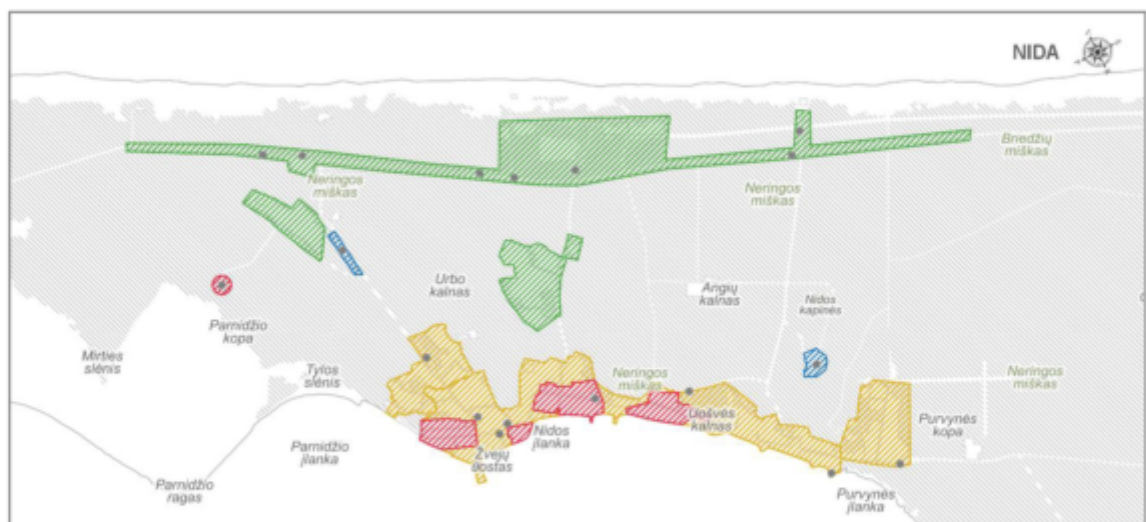 NIDA
Briedžių
miškas
Neringos
miškas
Neringos
miškas
Urbo
kalnas
Angių
kalnas
Nidos
kapinės
Parnidžio
kopa
Mirties
slėnis
Tylos
slėnis
Neringos
miškas
Neringos
miškas
Uošvės
kalnas
Purvynės
kopa
Nidos
įlanka
Žvejų
uostas
Parnidžio
įlanka
Parnidžio
ragas
Purvynės
įlanka